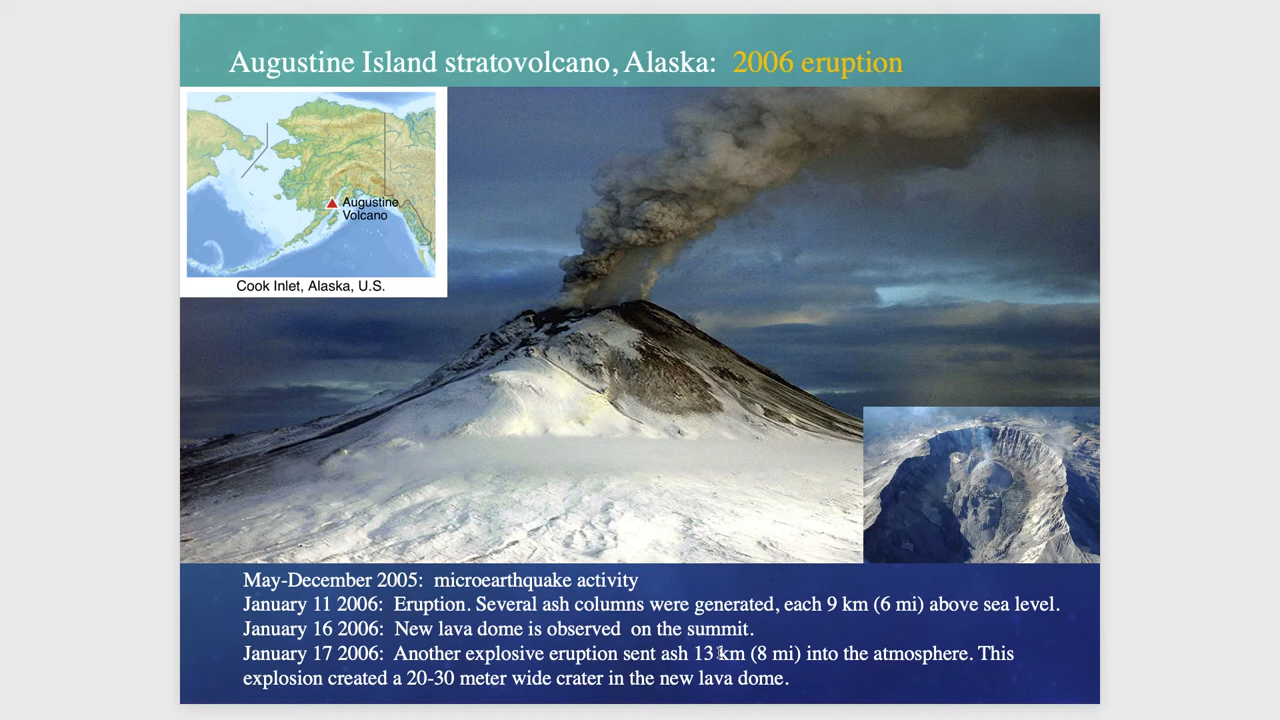 Augustine Island stratovolcano, Alaska: 2006 eruption
Augustine
Volcano
Cook Inlet, Alaska, U.S.
May-December 2005: microearthquake activity
January 11 2006: Eruption. Several ash columns were generated, each 9 km (6 mi) above sea level.
January 16 2006: New lava dome is observed on the summit.
January 17 2006: Another explosive eruption sent ash 13 km (8 mi) into the atmosphere. This
explosion created a 20-30 meter wide crater in the new lava dome.